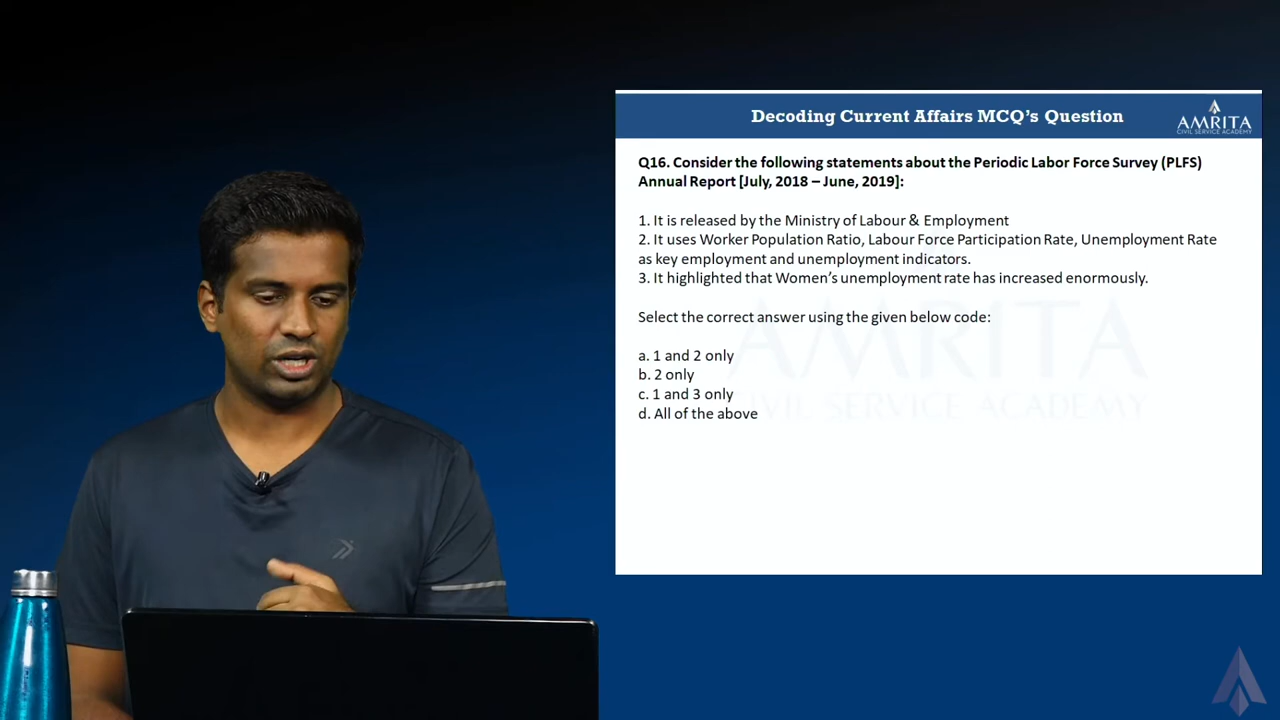 Decoding Current Affairs MCQ's Question
AMRITA
CIVIL SERVICE ACADEMY
Q16. Consider the following statements about the Periodic Labor Force Survey (PLFS)
Annual Report [July, 2018 – June, 2019]:
1. It is released by the Ministry of Labour & Employment
2. It uses Worker Population Ratio, Labour Force Participation Rate, Unemployment Rate
as key employment and unemployment indicators.
3. It highlighted that Women's unemployment rate has increased enormously.
Select the correct answer using the given below code:
a. 1 and 2 only
b. 2 only
c. 1 and 3 only
d. All of the above
AMRITA
CIVIL SERVICE ACADEMY